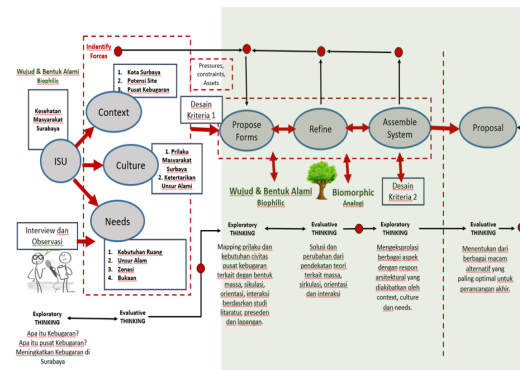 Indentify
Forces
Wujud & Bentuk Alami
Biophilic
Kesehatan
Masyarakat
Surabaya
ISU
Context
1. Kota Surbaya
2. Potensi Site
3. Pusat Kebugaran
Culture
1. Prilaku
Masyarakat
Surbaya
2. Ketertarikan
Unsur Alami
Needs
1. Kebutuhan Ruang
2. Unsur Alam
3. Zonasi
4. Bukaan
Interview dan
Observasi
Exploratory
THINKING
Evaluative
THINKING
Apa itu Kebugaran?
Apa itu pusat Kebugaran?
Meningkatkan Kebugaran di
Surabaya
Pressures,
constraints,
Assets
Desain
Kriteria 1
Propose
Forms
Refine
Assemble
System
Proposal
Wujud & Bentuk Alami
Biophilic
Biomorphic
Analogi
Desain
Kriteria 2
Exploratory
THINKING
Mapping prilaku dan
kebutuhan civitas
pusat kebugaran
terkait degan bentuk
massa, sikulasi,
orientasi, interaksi
berdasrkan studi
litaratur, preseden
dan lapangan.
Evaluative
THINKING
Solusi dan
perubahan dari
pendekatan teori
terkait massa,
sirkulasi, orientasi
dan interaksi
Exploratory
THINKING
Mengeksplorasi
berbagai aspek
dengan respon
arsitektural yang
diakibatkan oleh
context, culture
dan needs.
Evaluative
THINKING
Menentukan dari
berbagai macam
alternatif yang
paling optimal untuk
perancangan akhir.